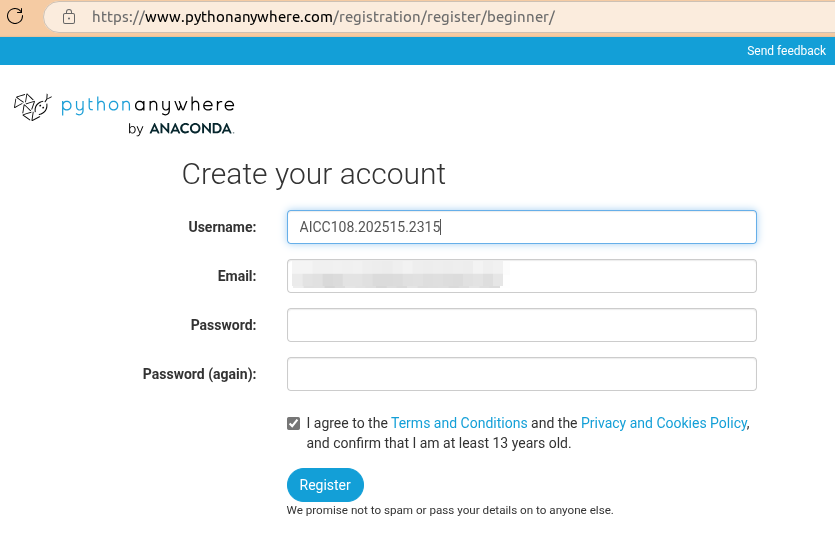 https://www.pythonanywhere.com/registration/register/beginner/
Send feedback
pythonanywhere
by ANACONDA.
Create your account
Username: AICC108.202515.2315
Email:
Password:
Password (again):
I agree to the Terms and Conditions and the Privacy and Cookies Policy,
and confirm that I am at least 13 years old.
Register
We promise not to spam or pass your details on to anyone else.